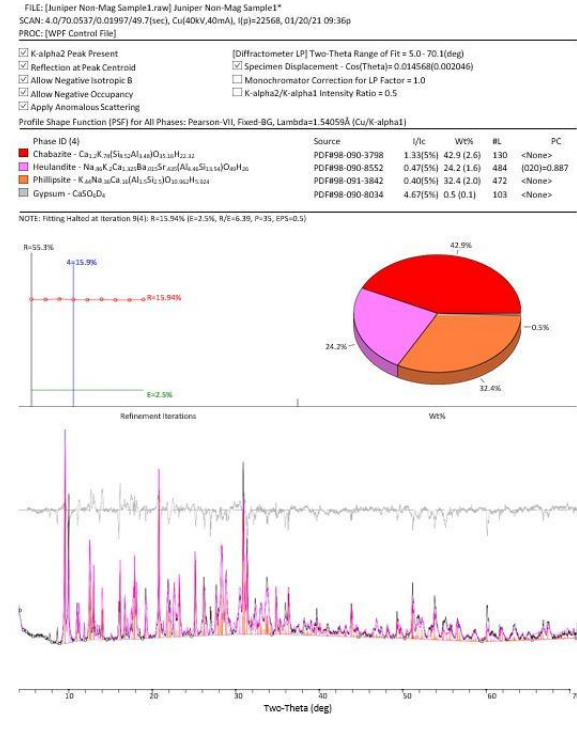 FILE: [Juniper Non-Mag Sample1.raw] Juniper Non-Mag Sample1*
SCAN: 4.0/70.0537/0.01997/49.7(sec), Cu(40kV,40mA), I(p)=22568, 01/20/21 09:36p
PROC: [WPF Control File]
K-alpha2 Peak Present
Reflection at Peak Centroid
Allow Negative Isotropic B
Allow Negative Occupancy
Apply Anomalous Scattering
[Diffractometer LP] Two-Theta Range of Fit = 5.0 - 70.1(deg)
Specimen Displacement - Cos(Theta)= 0.014568(0.002046)
Monochromator Correction for LP Factor = 1.0
K-alpha2/K-alpha1 Intensity Ratio = 0.5
Profile Shape Function (PSF) for All Phases: Pearson-VII, Fixed-BG, Lambda=1.54059Å (Cu/K-alpha1)
Phase ID (4) Source I/Ic Wt% #L PC
Chabazite - PDF#98-090-3798 1.33(5%) 42.9 (2.6) 130 <None>
Heulandite - PDF#98-090-8552 0.47(5%) 24.2 (1.6) 484 (020)=0.887
Phillipsite - PDF#98-091-3842 0.40(5%) 32.4 (2.0) 472 <None>
Gypsum - PDF#98-090-8034 4.67(5%) 0.5 (0.1) 103 <None>
NOTE: Fitting Halted at Iteration 9(4): R=15.94% (E=2.5%, R/E=6.39, P=35, EPS=0.5)
R=55.3%
4=15.9%
R=15.94%
E=2.5%
Refinement Iterations
42.9%
0.5%
24.2%
32.4%
Wt%
10 20 30 40 50 60
Two-Theta (deg)